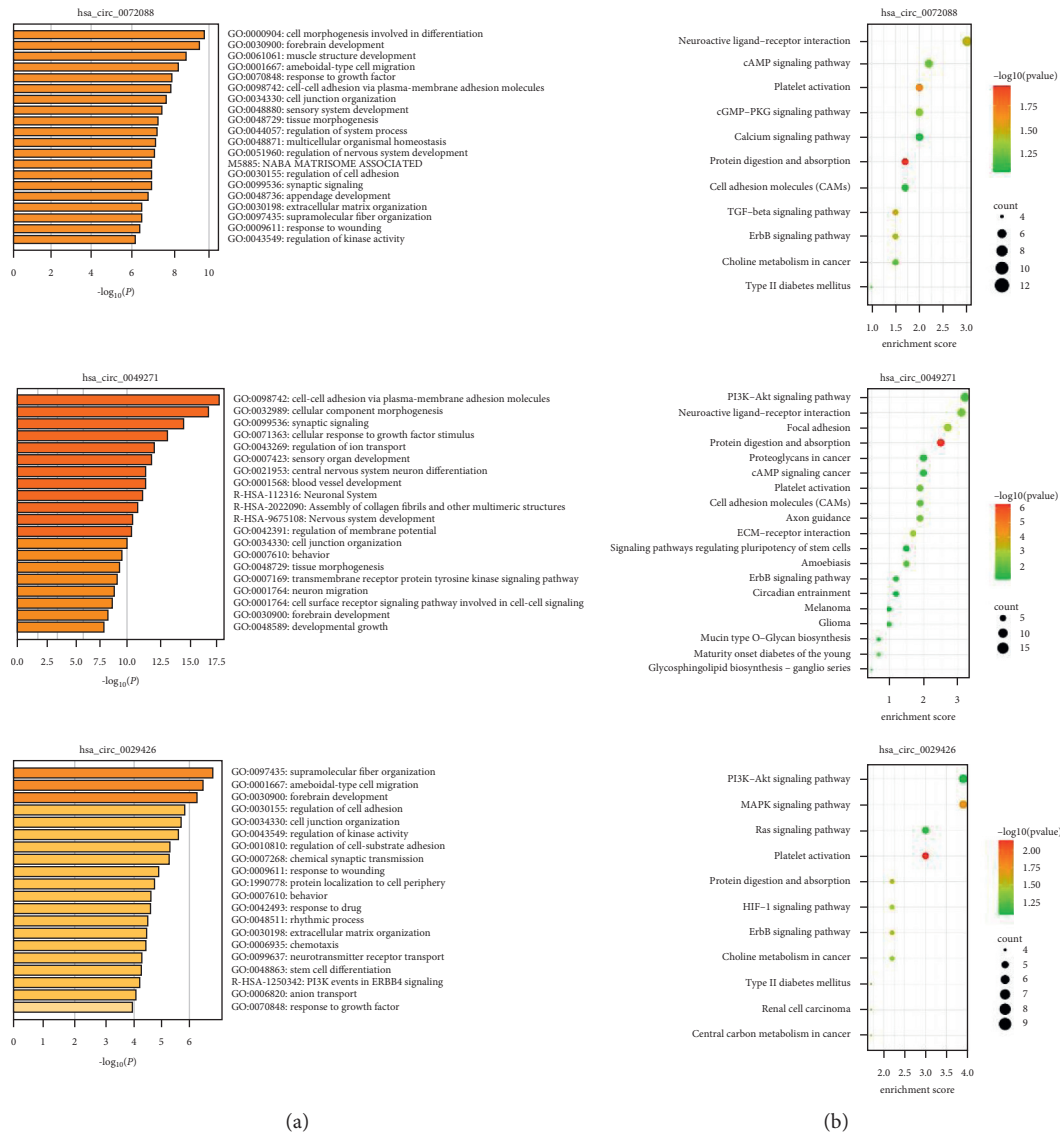 hsa_circ_0072088
GO:0000904: cell morphogenesis involved in differentiation
GO:0030900: forebrain development
GO:0061061: muscle structure development
GO:0001667: ameboidal-type cell migration
GO:0070848: response to growth factor
GO:0098742: cell-cell adhesion via plasma-membrane adhesion molecules
GO:0034330: cell junction organization
GO:0048880: sensory system development
GO:0048729: tissue morphogenesis
GO:0044057: regulation of system process
GO:0048871: multicellular organismal homeostasis
GO:0051960: regulation of nervous system development
M5885: NABA MATRISOME ASSOCIATED
GO:0030155: regulation of cell adhesion
GO:0099536: synaptic signaling
GO:0048736: appendage development
GO:0030198: extracellular matrix organization
GO:0097435: supramolecular fiber organization
GO:0009611: response to wounding
GO:0043549: regulation of kinase activity
0 2 4 6 8 10
-log10(P)
hsa_circ_0072088
Neuroactive ligand–receptor interaction
cAMP signaling pathway
Platelet activation
cGMP–PKG signaling pathway
Calcium signaling pathway
Protein digestion and absorption
Cell adhesion molecules (CAMs)
TGF-beta signaling pathway
ErbB signaling pathway
Choline metabolism in cancer
Type II diabetes mellitus
1.0 1.5 2.0 2.5 3.0
enrichment score
–log10(pvalue)
1.75
1.50
1.25
count
4
6
8
10
12
hsa_circ_0049271
GO:0098742: cell-cell adhesion via plasma-membrane adhesion molecules
GO:0032989: cellular component morphogenesis
GO:0099536: synaptic signaling
GO:0071363: cellular response to growth factor stimulus
GO:0043269: regulation of ion transport
GO:0007423: sensory organ development
GO:0021953: central nervous system neuron differentiation
GO:0001568: blood vessel development
R-HSA-112316: Neuronal System
R-HSA-2022090: Assembly of collagen fibrils and other multimeric structures
R-HSA-9675108: Nervous system development
GO:0042391: regulation of membrane potential
GO:0034330: cell junction organization
GO:0007610: behavior
GO:0048729: tissue morphogenesis
GO:0007169: transmembrane receptor protein tyrosine kinase signaling pathway
GO:0001764: neuron migration
GO:0001764: cell surface receptor signaling pathway involved in cell-cell signaling
GO:0030900: forebrain development
GO:0048589: developmental growth
0.0 2.5 5.0 7.5 10.0 12.5 15.0 17.5
-log10(P)
hsa_circ_0049271
PI3K–Akt signaling pathway
Neuroactive ligand–receptor interaction
Focal adhesion
Protein digestion and absorption
Proteoglycans in cancer
cAMP signaling cancer
Platelet activation
Cell adhesion molecules (CAMs)
Axon guidance
ECM–receptor interaction
Signaling pathways regulating pluripotency of stem cells
Amoebiasis
ErbB signaling pathway
Circadian entrainment
Melanoma
Glioma
Mucin type O–Glycan biosynthesis
Maturity onset diabetes of the young
Glycosphingolipid biosynthesis – ganglio series
1 2 3
enrichment score
–log10(pvalue)
6
5
4
3
2
count
5
10
15
hsa_circ_0029426
GO:0097435: supramolecular fiber organization
GO:0001667: ameboidal-type cell migration
GO:0030900: forebrain development
GO:0030155: regulation of cell adhesion
GO:0034330: cell junction organization
GO:0043549: regulation of kinase activity
GO:0010810: regulation of cell-substrate adhesion
GO:0007268: chemical synaptic transmission
GO:0009611: response to wounding
GO:1990778: protein localization to cell periphery
GO:0007610: behavior
GO:0042493: response to drug
GO:0048511: rhythmic process
GO:0030198: extracellular matrix organization
GO:0006935: chemotaxis
GO:0099637: neurotransmitter receptor transport
GO:0048863: stem cell differentiation
R-HSA-1250342: PI3K events in ERBB4 signaling
GO:0006820: anion transport
GO:0070848: response to growth factor
0 1 2 3 4 5 6
-log10(P)
hsa_circ_0029426
PI3K–Akt signaling pathway
MAPK signaling pathway
Ras signaling pathway
Platelet activation
Protein digestion and absorption
HIF–1 signaling pathway
ErbB signaling pathway
Choline metabolism in cancer
Type II diabetes mellitus
Renal cell carcinoma
Central carbon metabolism in cancer
2.0 2.5 3.0 3.5 4.0
enrichment score
–log10(pvalue)
2.00
1.75
1.50
1.25
count
4
5
6
7
8
9
(a)
(b)